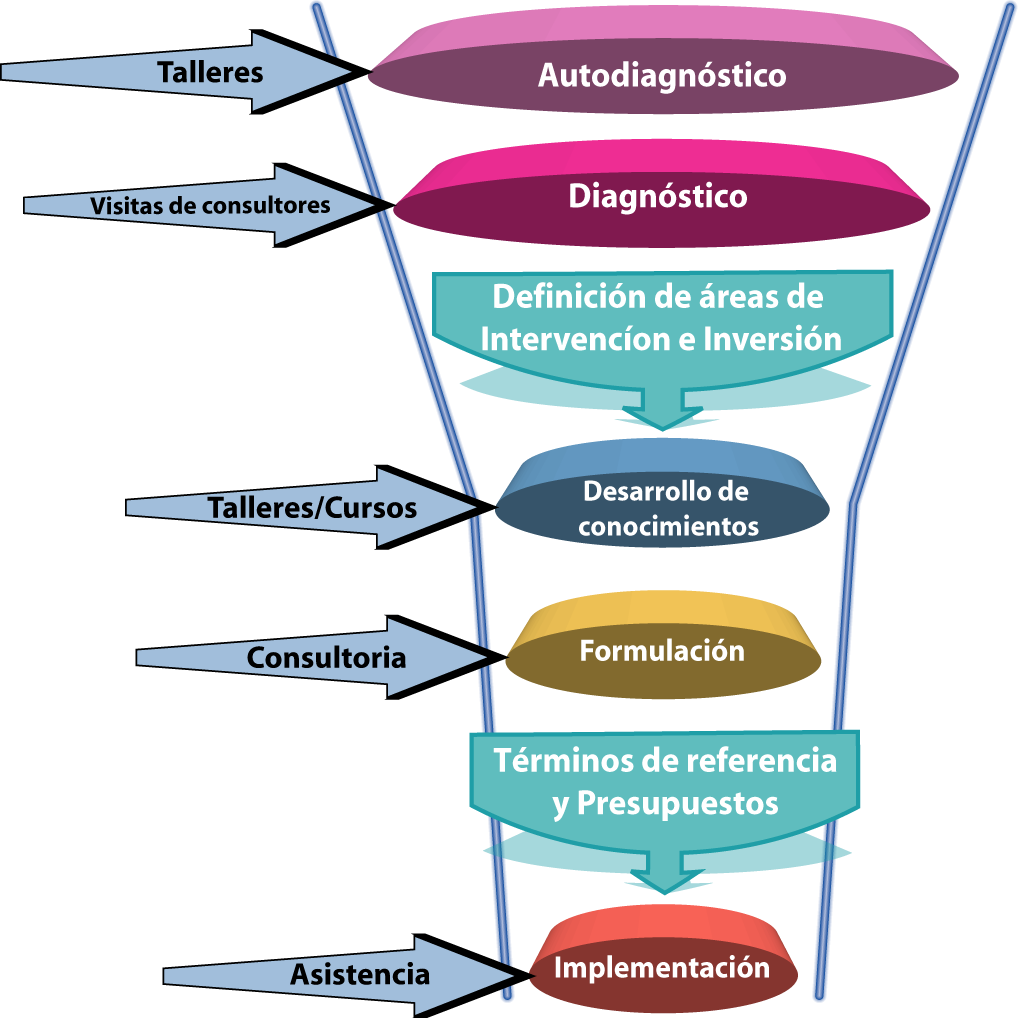 Talleres
Autodiagnóstico
Visitas de consultores
Diagnóstico
Definición de áreas de
Intervencíon e Inversión
Talleres/Cursos
Desarrollo de
conocimientos
Consultoria
Formulación
Términos de referencia
y Presupuestos
Asistencia
Implementación